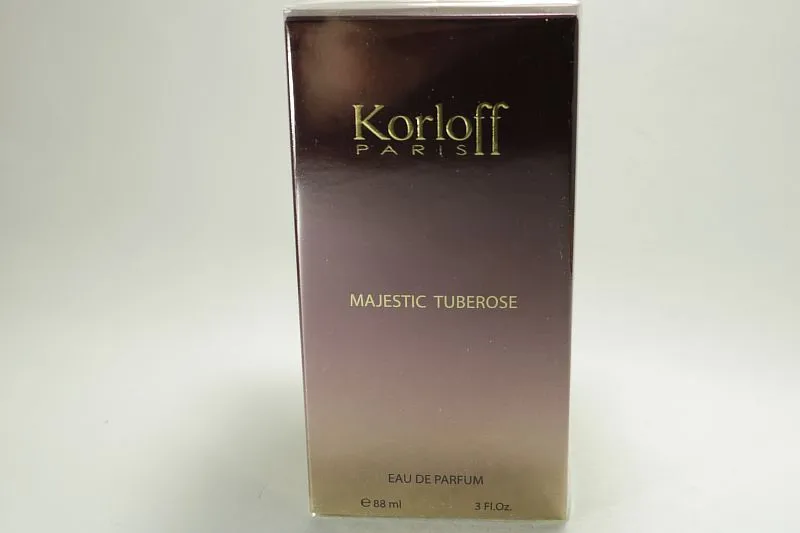 Korloff
PARIS
MAJESTIC TUBEROSE
EAU DE PARFUM
℮ 88 ml 3 Fl.Oz.